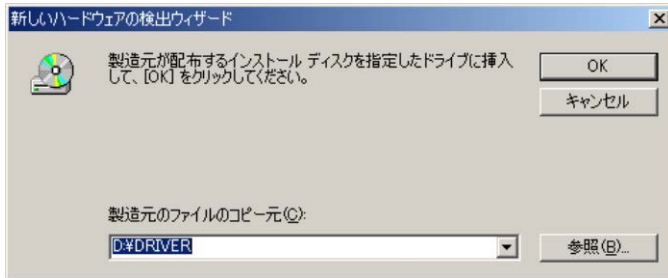 新しいハードウェアの検出ウィザード
製造元が配布するインストール ディスクを指定したドライブに挿入
して、[OK] をクリックしてください。
OK
キャンセル
製造元のファイルのコピー元(C):
D:¥DRIVER
参照(B)...